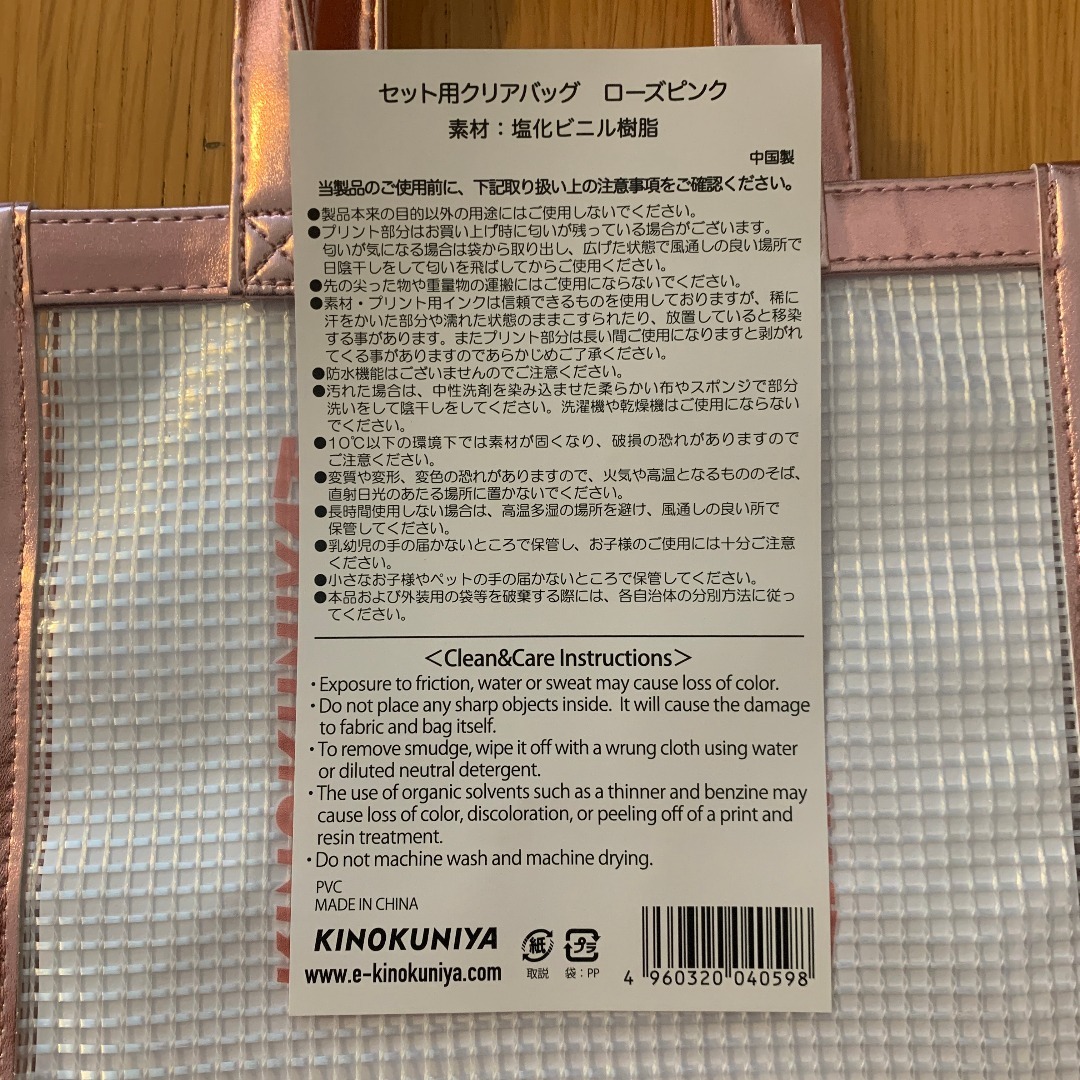 セット用クリアバッグ　ローズピンク
素材：塩化ビニル樹脂
中国製
当製品のご使用前に、下記取り扱い上の注意事項をご確認ください。
●製品本来の目的以外の用途にはご使用しないでください。
●プリント部分はお買い上げ時に匂いが残っている場合がございます。
匂いが気になる場合は袋から取り出し、広げた状態で風通しの良い場所で
日陰干しをして匂いを飛ばしてからご使用ください。
●先の尖った物や重量物の運搬にはご使用にならないでください。
●素材・プリント用インクは信頼できるものを使用しておりますが、稀に
汗をかいた部分や濡れた状態のままこすられたり、放置していると移染
する事があります。またプリント部分は長い間ご使用になりますと剥がれ
てくる事がありますのであらかじめご了承ください。
●防水機能はございませんのでご注意ください。
●汚れた場合は、中性洗剤を染み込ませた柔らかい布やスポンジで部分
洗いをして陰干しをしてください。洗濯機や乾燥機はご使用にならない
でください。
●10℃以下の環境下では素材が固くなり、破損の恐れがありますので
ご注意ください。
●変質や変形、変色の恐れがありますので、火気や高温となるもののそば、
直射日光のあたる場所に置かないでください。
●長時間使用しない場合は、高温多湿の場所を避け、風通しの良い所で
保管してください。
●乳幼児の手の届かないところで保管し、お子様のご使用には十分ご注意
ください。
●小さなお子様やペットの手の届かないところで保管してください。
●本品および外装用の袋等を破棄する際には、各自治体の分別方法に従っ
てください。
＜Clean&Care Instructions＞
・Exposure to friction, water or sweat may cause loss of color.
・Do not place any sharp objects inside. It will cause the damage
to fabric and bag itself.
・To remove smudge, wipe it off with a wrung cloth using water
or diluted neutral detergent.
・The use of organic solvents such as a thinner and benzine may
cause loss of color, discoloration, or peeling off of a print and
resin treatment.
・Do not machine wash and machine drying.
PVC
MADE IN CHINA
KINOKUNIYA
www.e-kinokuniya.com
紙
取説
プラ
袋：PP
4 960320 040598